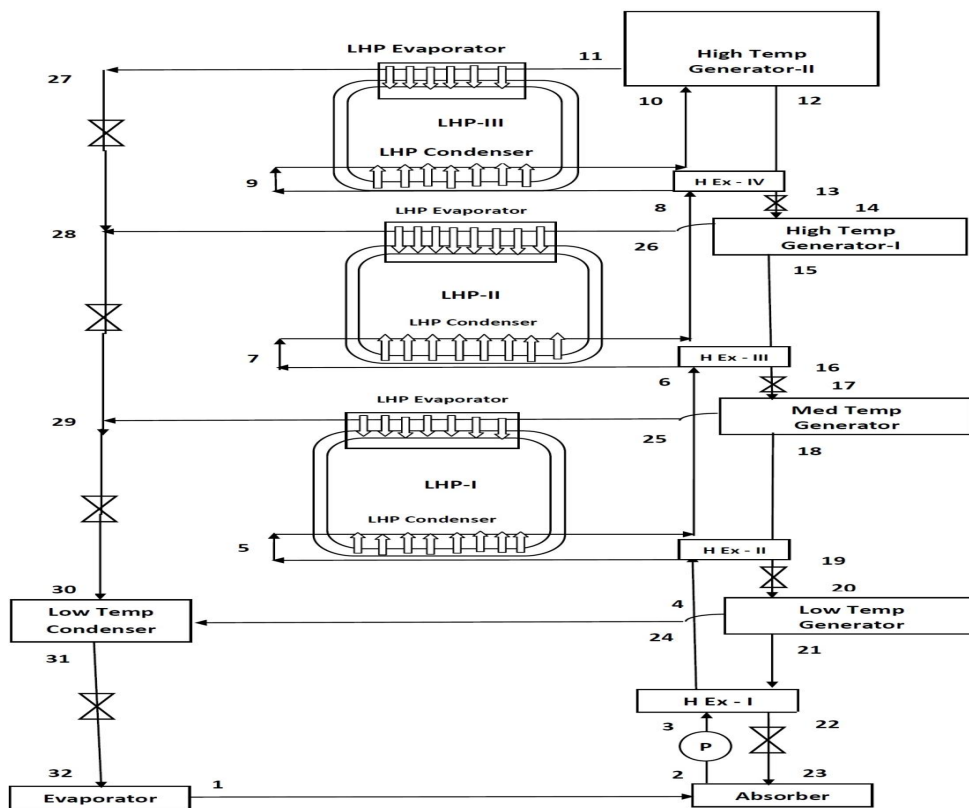 LHP Evaporator
11
High Temp
Generator-II
27
10
12
LHP-III
LHP Condenser
9
H Ex - IV
13
8
14
LHP Evaporator
28
26
High Temp
Generator-I
15
LHP-II
LHP Condenser
7
H Ex - III
16
6
17
LHP Evaporator
29
25
Med Temp
Generator
18
LHP-I
LHP Condenser
5
H Ex - II
19
30
20
4
Low Temp
Condenser
Low Temp
Generator
24
31
21
H Ex - I
3
22
P
32
1
2
23
Evaporator
Absorber